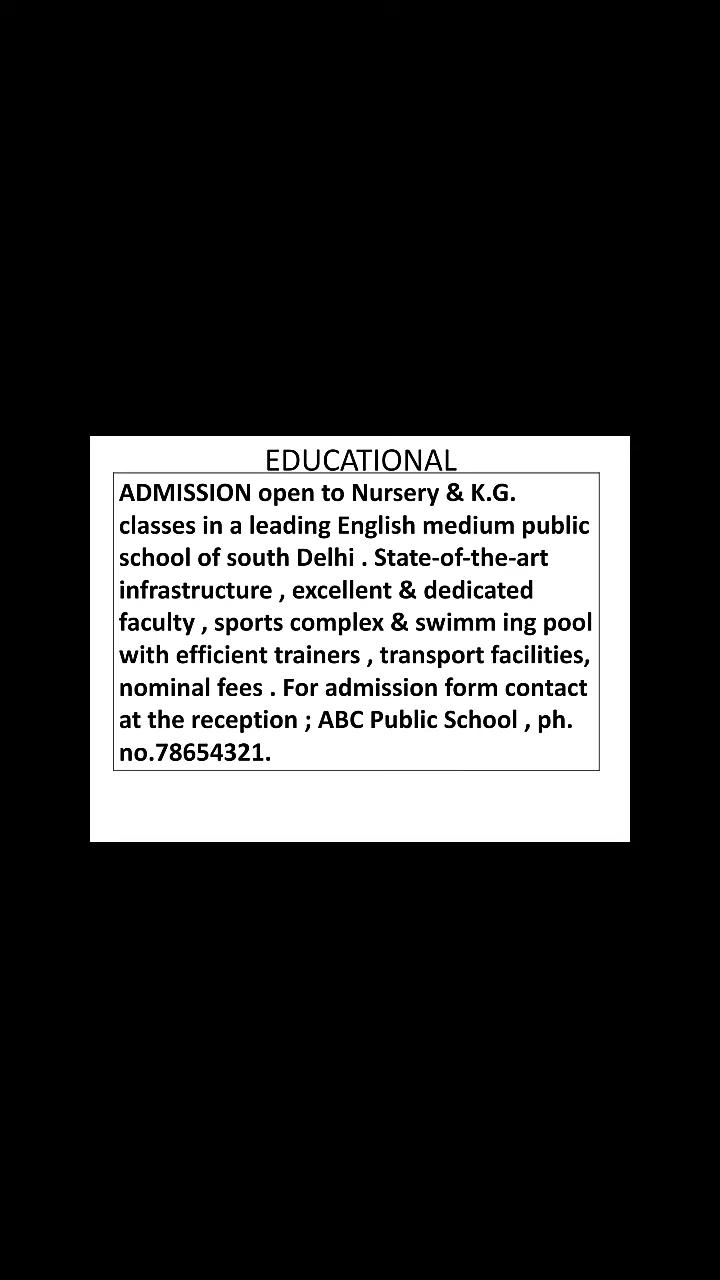 EDUCATIONAL
ADMISSION open to Nursery & K.G.
classes in a leading English medium public
school of south Delhi . State-of-the-art
infrastructure , excellent & dedicated
faculty , sports complex & swimm ing pool
with efficient trainers , transport facilities,
nominal fees . For admission form contact
at the reception ; ABC Public School , ph.
no.78654321.